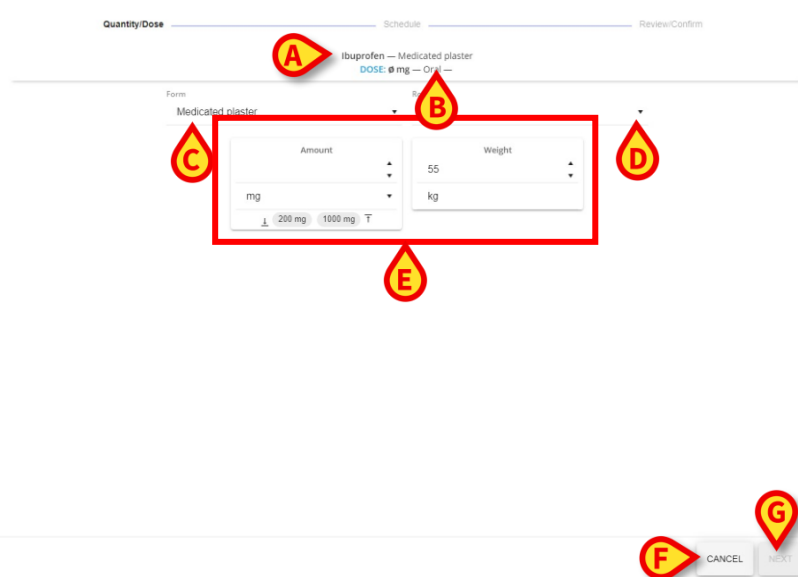 Quantity/Dose Schedule Review/Confirm
A Ibuprofen — Medicated plaster
DOSE: ø mg — Oral —
Form
Medicated plaster
B
C
D
Amount Weight
55
mg kg
200 mg 1000 mg
E
G
F CANCEL NEXT